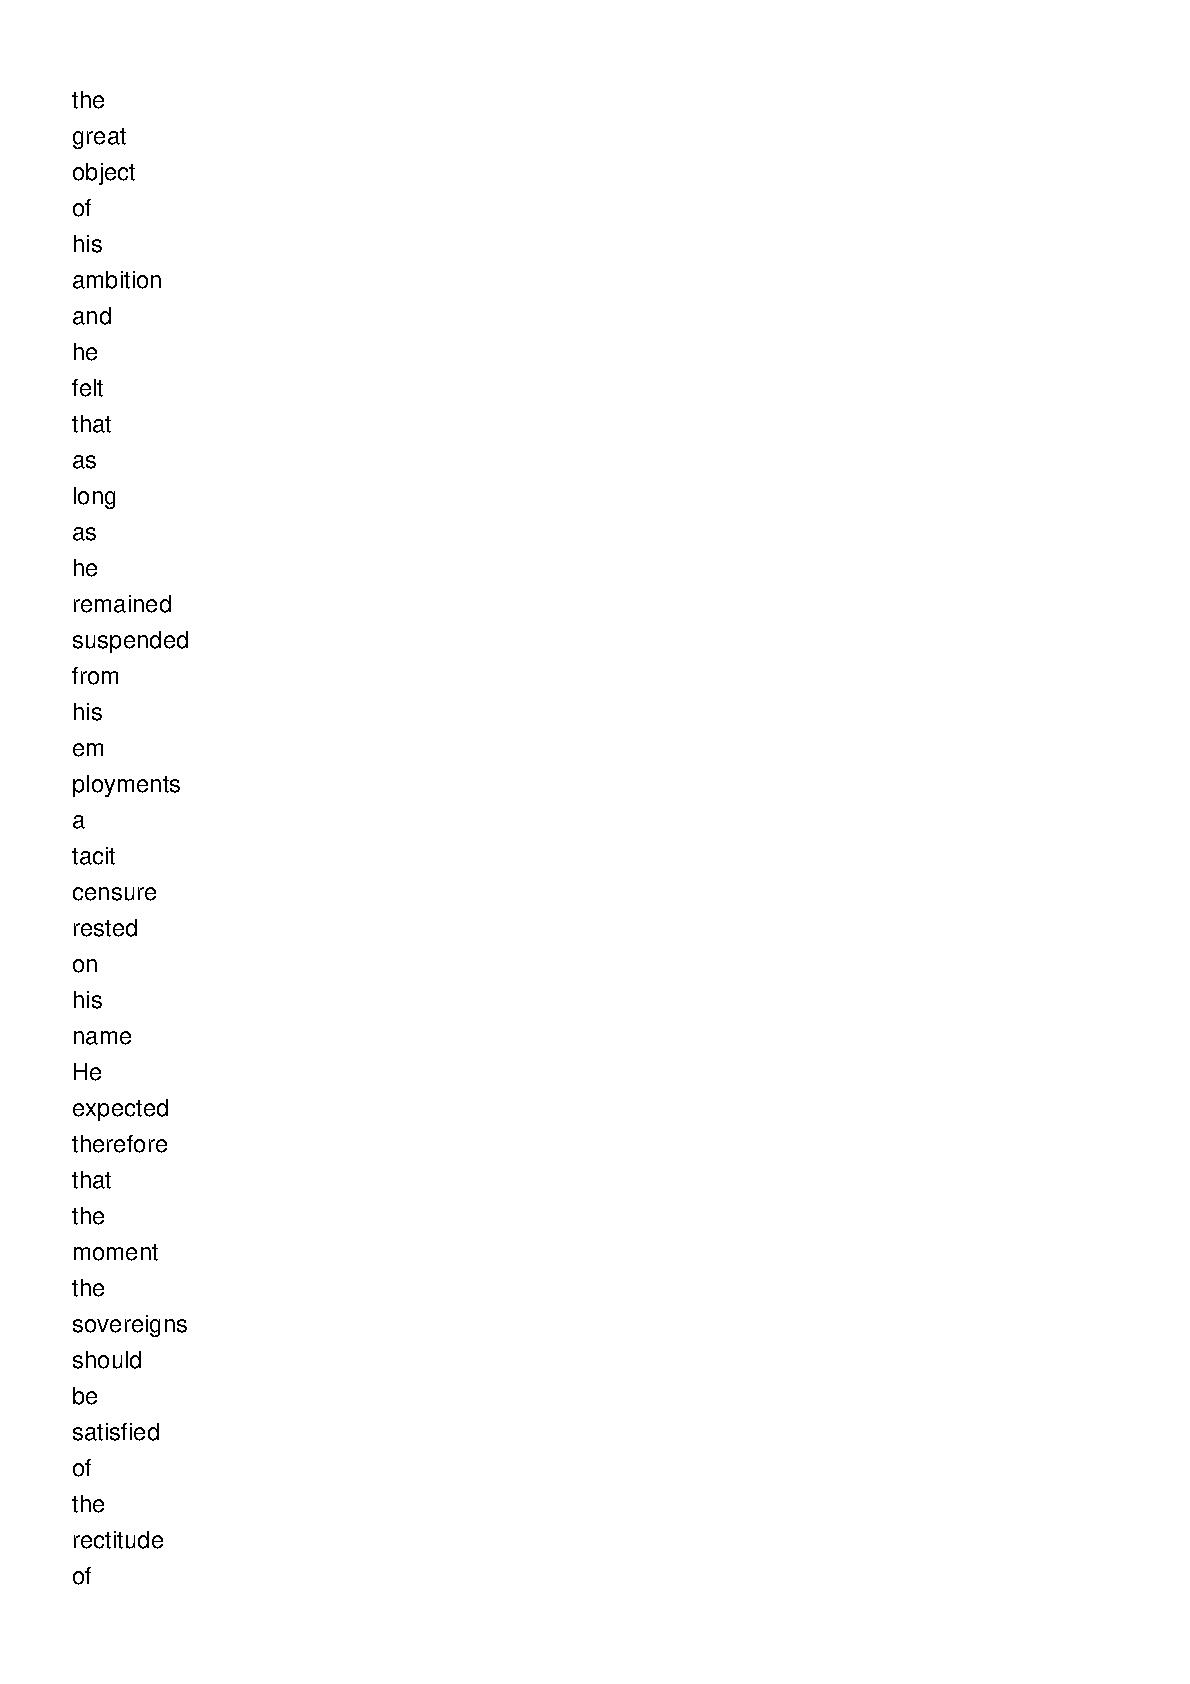 the
great
object
of
his
ambition
and
he
felt
that
as
long
as
he
remained
suspended
from
his
em
ployments
a
tacit
censure
rested
on
his
name
He
expected
therefore
that
the
moment
the
sovereigns
should
be
satisfied
of
the
rectitude
of